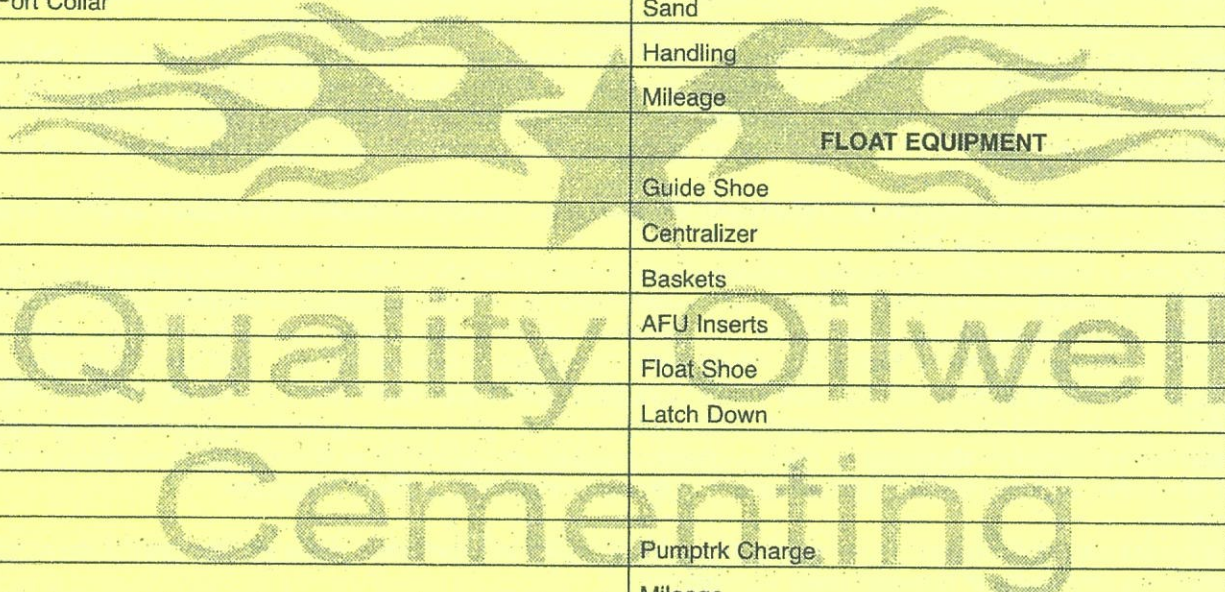 Port Collar
Sand
Handling
Mileage
FLOAT EQUIPMENT
Guide Shoe
Centralizer
Baskets
AFU Inserts
Float Shoe
Latch Down
Quality Oilwell
Cementing
Pumptrk Charge
Mileage